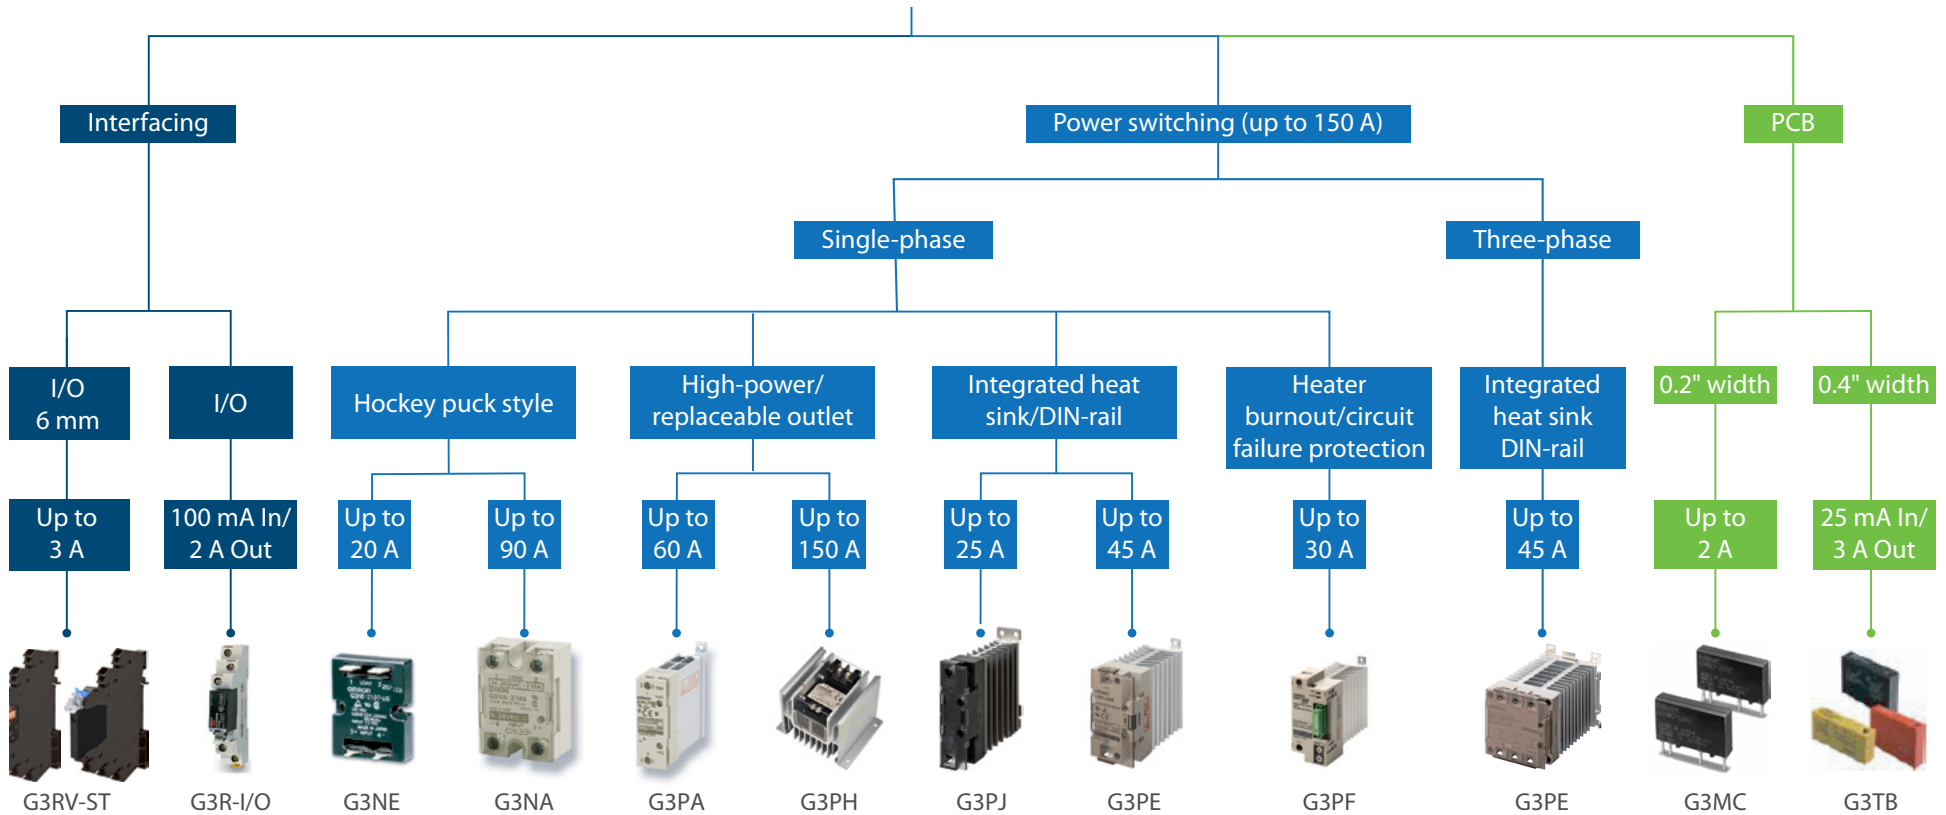 Interfacing
Power switching (up to 150 A)
PCB
Single-phase
Three-phase
I/O
6 mm
I/O
Hockey puck style
High-power/
replaceable outlet
Integrated heat
sink/DIN-rail
Heater
burnout/circuit
failure protection
Integrated
heat sink
DIN-rail
0.2" width
0.4" width
Up to
3 A
100 mA In/
2 A Out
Up to
20 A
Up to
90 A
Up to
60 A
Up to
150 A
Up to
25 A
Up to
45 A
Up to
30 A
Up to
45 A
Up to
2 A
25 mA In/
3 A Out
G3RV-ST
G3R-I/O
G3NE
G3NA
G3PA
G3PH
G3PJ
G3PE
G3PF
G3PE
G3MC
G3TB